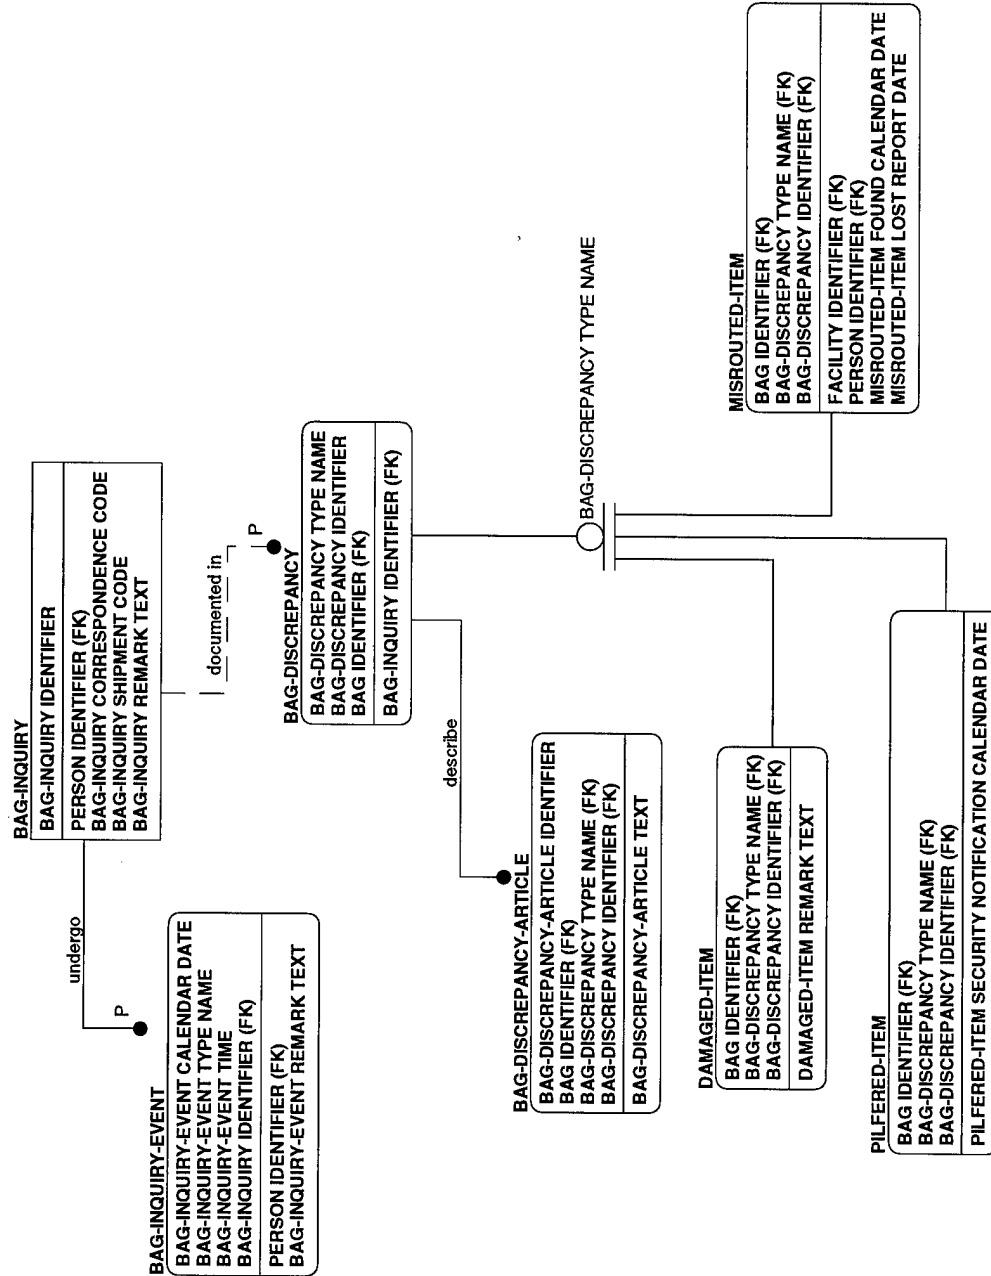 BAG-INQUIRY
BAG-INQUIRY IDENTIFIER
PERSON IDENTIFIER (FK)
BAG-INQUIRY CORRESPONDENCE CODE
BAG-INQUIRY SHIPMENT CODE
BAG-INQUIRY REMARK TEXT
undergo
P
BAG-INQUIRY-EVENT
BAG-INQUIRY-EVENT CALENDAR DATE
BAG-INQUIRY-EVENT TYPE NAME
BAG-INQUIRY-EVENT TIME
BAG-INQUIRY IDENTIFIER (FK)
PERSON IDENTIFIER (FK)
BAG-INQUIRY-EVENT REMARK TEXT
documented in
P
BAG-DISCREPANCY
BAG-DISCREPANCY TYPE NAME
BAG-DISCREPANCY IDENTIFIER
BAG IDENTIFIER (FK)
BAG-INQUIRY IDENTIFIER (FK)
describe
BAG-DISCREPANCY-ARTICLE
BAG-DISCREPANCY-ARTICLE IDENTIFIER
BAG IDENTIFIER (FK)
BAG-DISCREPANCY TYPE NAME (FK)
BAG-DISCREPANCY IDENTIFIER (FK)
BAG-DISCREPANCY-ARTICLE TEXT
BAG-DISCREPANCY TYPE NAME
DAMAGED-ITEM
BAG IDENTIFIER (FK)
BAG-DISCREPANCY TYPE NAME (FK)
BAG-DISCREPANCY IDENTIFIER (FK)
DAMAGED-ITEM REMARK TEXT
MISROUTED-ITEM
BAG IDENTIFIER (FK)
BAG-DISCREPANCY TYPE NAME (FK)
BAG-DISCREPANCY IDENTIFIER (FK)
FACILITY IDENTIFIER (FK)
PERSON IDENTIFIER (FK)
MISROUTED-ITEM FOUND CALENDAR DATE
MISROUTED-ITEM LOST REPORT DATE
PILFERED-ITEM
BAG IDENTIFIER (FK)
BAG-DISCREPANCY TYPE NAME (FK)
BAG-DISCREPANCY IDENTIFIER (FK)
PILFERED-ITEM SECURITY NOTIFICATION CALENDAR DATE